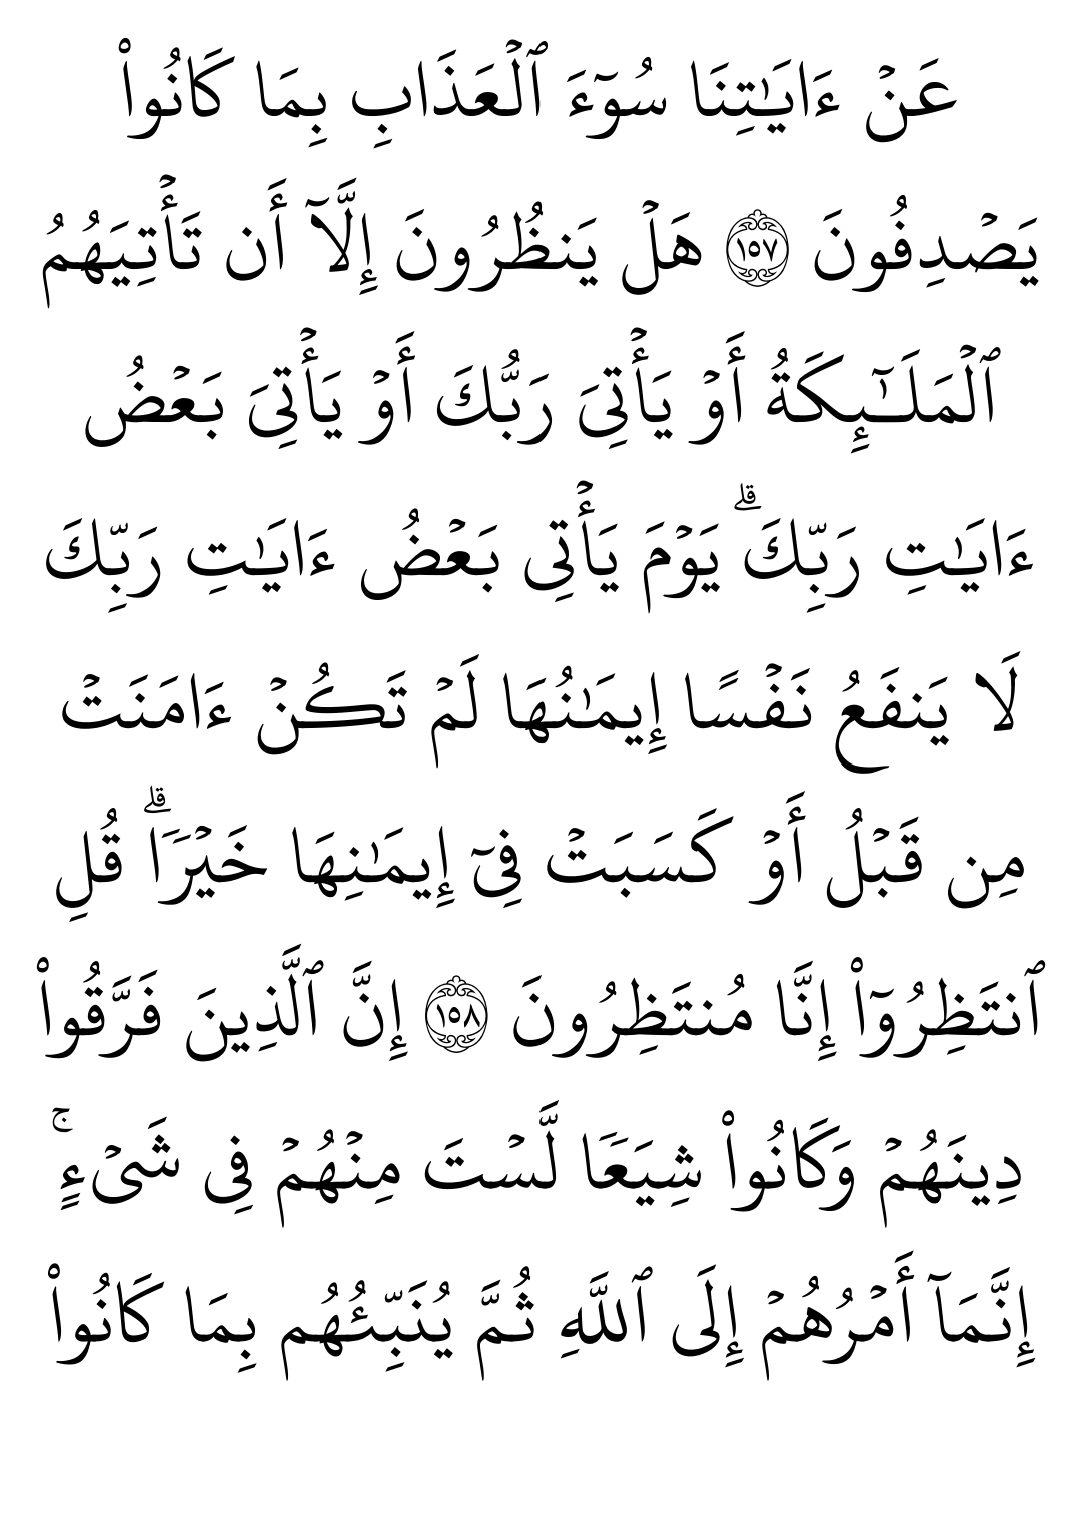 عَنۡ ءَايَٰتِنَا سُوٓءَ ٱلۡعَذَابِ بِمَا كَانُواْ
يَصۡدِفُونَ ١٥٧ هَلۡ يَنظُرُونَ إِلَّآ أَن تَأۡتِيَهُمُ
ٱلۡمَلَٰٓئِكَةُ أَوۡ يَأۡتِيَ رَبُّكَ أَوۡ يَأۡتِيَ بَعۡضُ
ءَايَٰتِ رَبِّكَۗ يَوۡمَ يَأۡتِي بَعۡضُ ءَايَٰتِ رَبِّكَ
لَا يَنفَعُ نَفۡسًا إِيمَٰنُهَا لَمۡ تَكُنۡ ءَامَنَتۡ
مِن قَبۡلُ أَوۡ كَسَبَتۡ فِيٓ إِيمَٰنِهَا خَيۡرٗاۗ قُلِ
ٱنتَظِرُوٓاْ إِنَّا مُنتَظِرُونَ ١٥٨ إِنَّ ٱلَّذِينَ فَرَّقُواْ
دِينَهُمۡ وَكَانُواْ شِيَعٗا لَّسۡتَ مِنۡهُمۡ فِي شَيۡءٍۚ
إِنَّمَآ أَمۡرُهُمۡ إِلَى ٱللَّهِ ثُمَّ يُنَبِّئُهُم بِمَا كَانُواْ